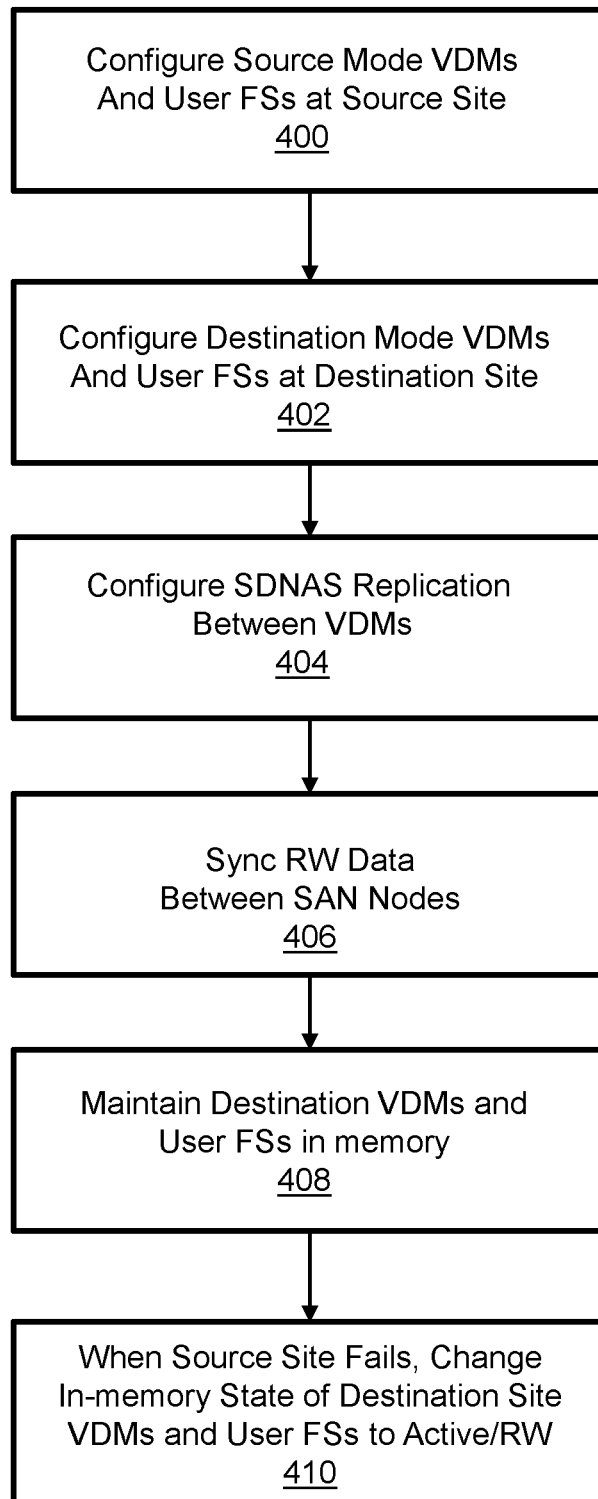 Configure Source Mode VDMs
And User FSs at Source Site
400
Configure Destination Mode VDMs
And User FSs at Destination Site
402
Configure SDNAS Replication
Between VDMs
404
Sync RW Data
Between SAN Nodes
406
Maintain Destination VDMs and
User FSs in memory
408
When Source Site Fails, Change
In-memory State of Destination Site
VDMs and User FSs to Active/RW
410